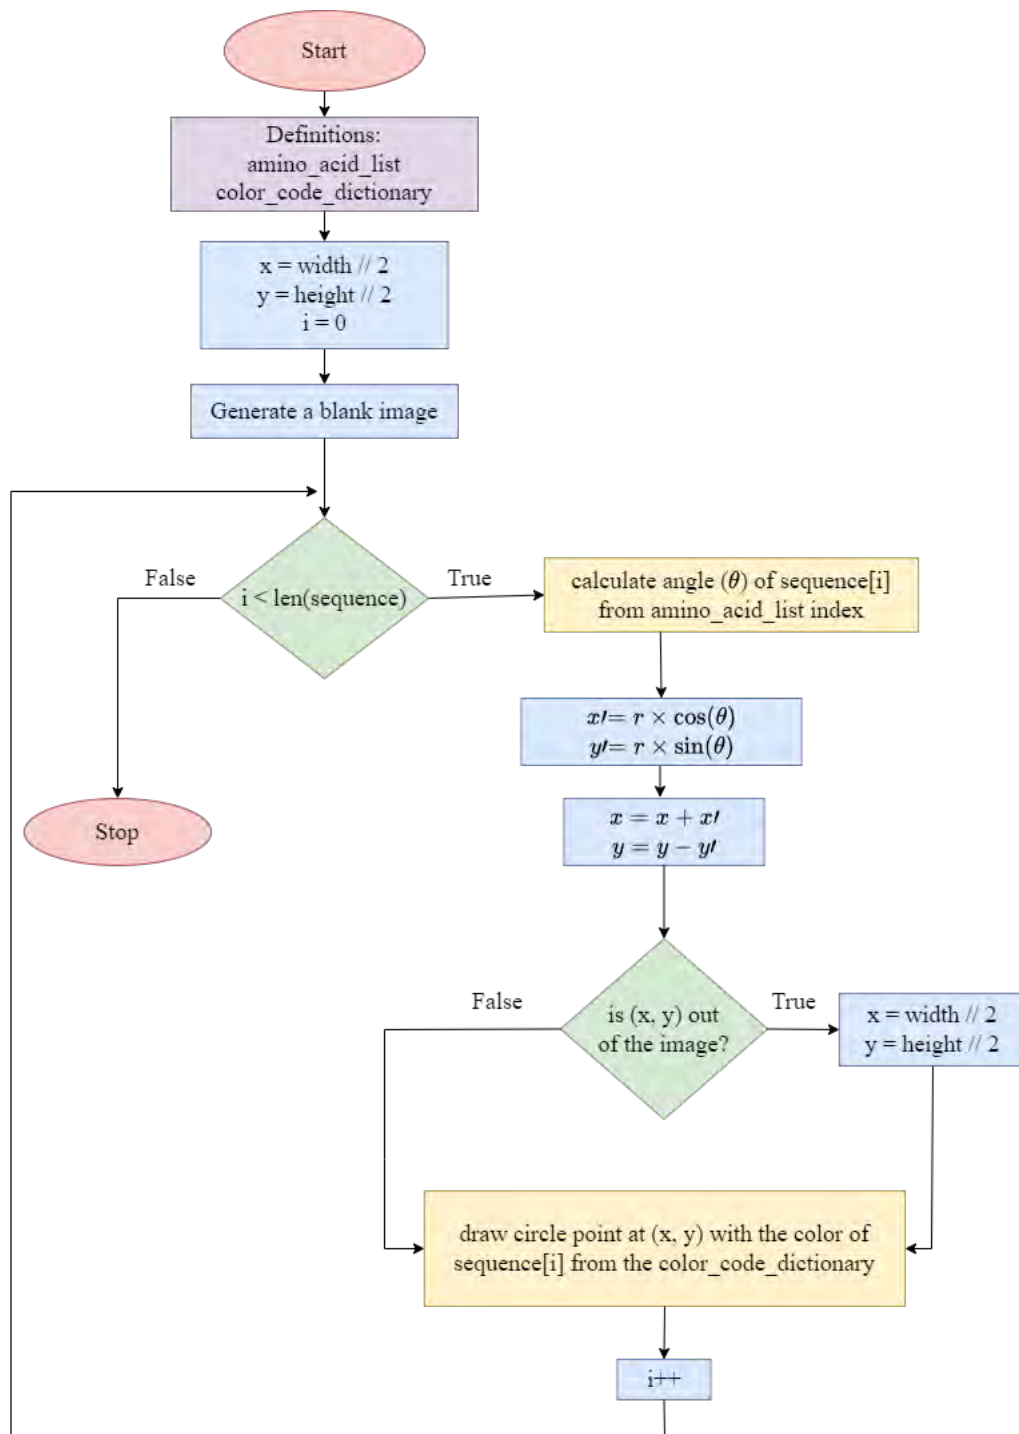 Start
Definitions:
amino_acid_list
color_code_dictionary
x = width // 2
y = height // 2
i = 0
Generate a blank image
i < len(sequence)
False
True
calculate angle (θ) of sequence[i]
from amino_acid_list index
x′= r × cos(θ)
y′= r × sin(θ)
x = x + x′
y = y − y′
Stop
is (x, y) out
of the image?
False
True
x = width // 2
y = height // 2
draw circle point at (x, y) with the color of
sequence[i] from the color_code_dictionary
i++